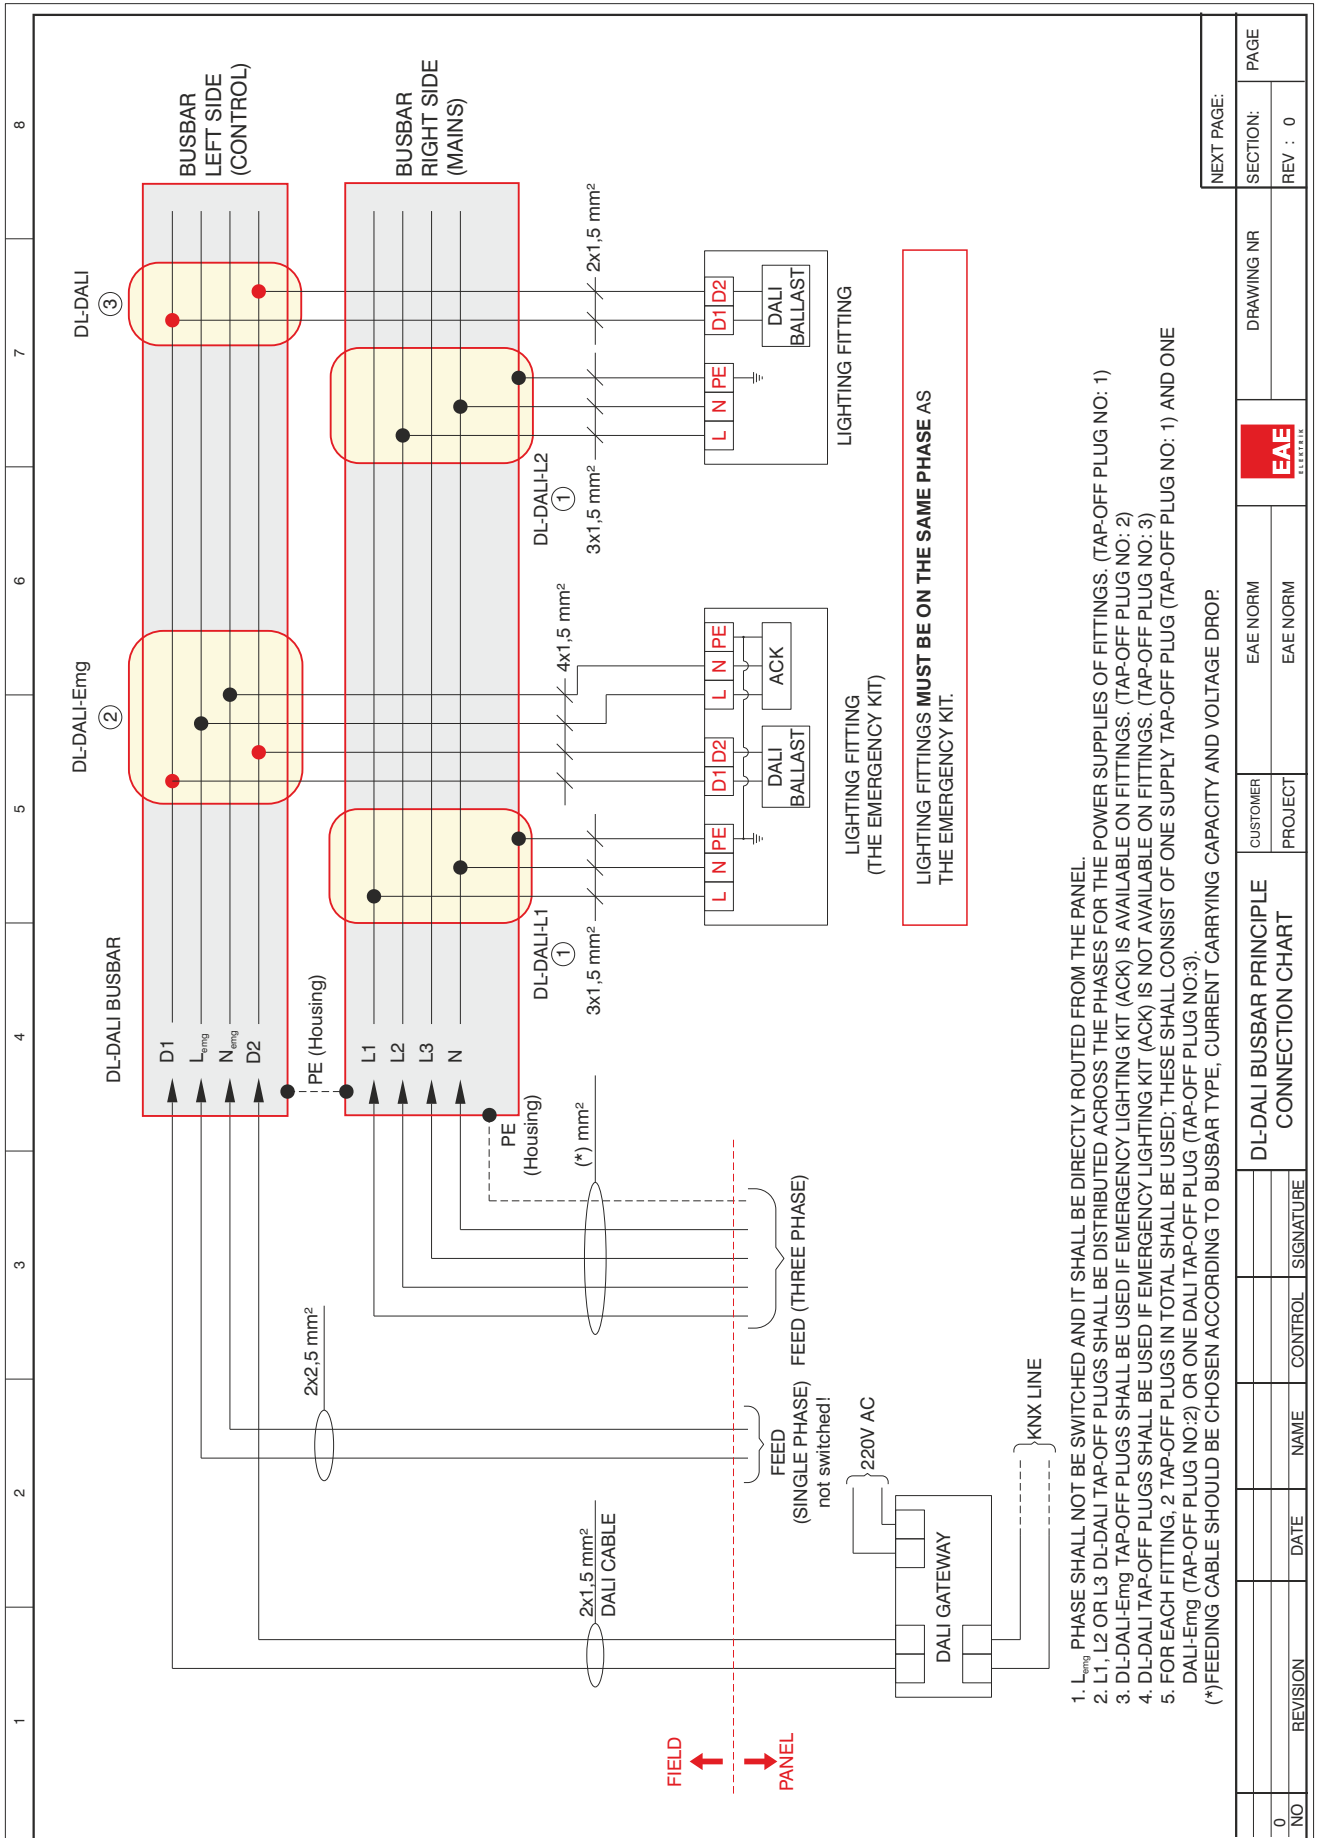 1
2
3
4
5
6
7
8
DL-DALI BUSBAR
DL-DALI-Emg
2
DL-DALI
3
BUSBAR
LEFT SIDE
(CONTROL)
D1
Lemg
Nemg
D2
PE (Housing)
BUSBAR
RIGHT SIDE
(MAINS)
L1
L2
L3
N
PE
(Housing)
2x2,5 mm²
(*) mm²
2x1,5 mm²
DALI CABLE
DL-DALI-L1
1
3x1,5 mm²
4x1,5 mm²
DL-DALI-L2
1
3x1,5 mm²
2x1,5 mm²
FIELD
PANEL
FEED
(SINGLE PHASE)
not switched!
FEED (THREE PHASE)
220V AC
DALI GATEWAY
KNX LINE
L N PE D1 D2 L N PE
DALI
BALLAST
ACK
LIGHTING FITTING
(THE EMERGENCY KIT)
L N PE D1 D2
DALI
BALLAST
LIGHTING FITTING
LIGHTING FITTINGS MUST BE ON THE SAME PHASE AS
THE EMERGENCY KIT.
1. Lemg PHASE SHALL NOT BE SWITCHED AND IT SHALL BE DIRECTLY ROUTED FROM THE PANEL.
2. L1, L2 OR L3 DL-DALI TAP-OFF PLUGS SHALL BE DISTRIBUTED ACROSS THE PHASES FOR THE POWER SUPPLIES OF FITTINGS. (TAP-OFF PLUG NO: 1)
3. DL-DALI-Emg TAP-OFF PLUGS SHALL BE USED IF EMERGENCY LIGHTING KIT (ACK) IS AVAILABLE ON FITTINGS. (TAP-OFF PLUG NO: 2)
4. DL-DALI TAP-OFF PLUGS SHALL BE USED IF EMERGENCY LIGHTING KIT (ACK) IS NOT AVAILABLE ON FITTINGS. (TAP-OFF PLUG NO: 3)
5. FOR EACH FITTING, 2 TAP-OFF PLUGS IN TOTAL SHALL BE USED; THESE SHALL CONSIST OF ONE SUPPLY TAP-OFF PLUG (TAP-OFF PLUG NO: 1) AND ONE
DALI-Emg (TAP-OFF PLUG NO:2) OR ONE DALI TAP-OFF PLUG (TAP-OFF PLUG NO:3).
(*)FEEDING CABLE SHOULD BE CHOSEN ACCORDING TO BUSBAR TYPE, CURRENT CARRYING CAPACITY AND VOLTAGE DROP.
NEXT PAGE:
0
NO
REVISION
DATE
NAME
CONTROL
SIGNATURE
DL-DALI BUSBAR PRINCIPLE
CONNECTION CHART
CUSTOMER
EAE NORM
PROJECT
EAE NORM
EAE
ELEKTRİK
DRAWING NR
SECTION:
PAGE
REV : 0